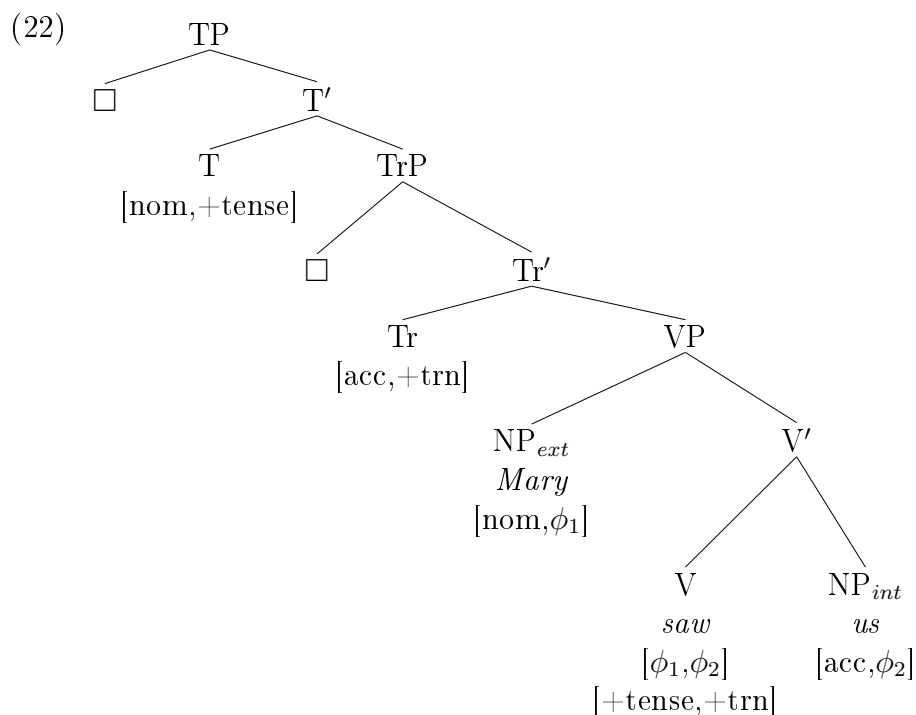 (22)
TP
□ T′
T TrP
[nom,+tense]
□ Tr′
Tr VP
[acc,+trn]
NP_ext V′
Mary
[nom,ϕ₁]
V NP_int
saw us
[ϕ₁,ϕ₂] [acc,ϕ₂]
[+tense,+trn]